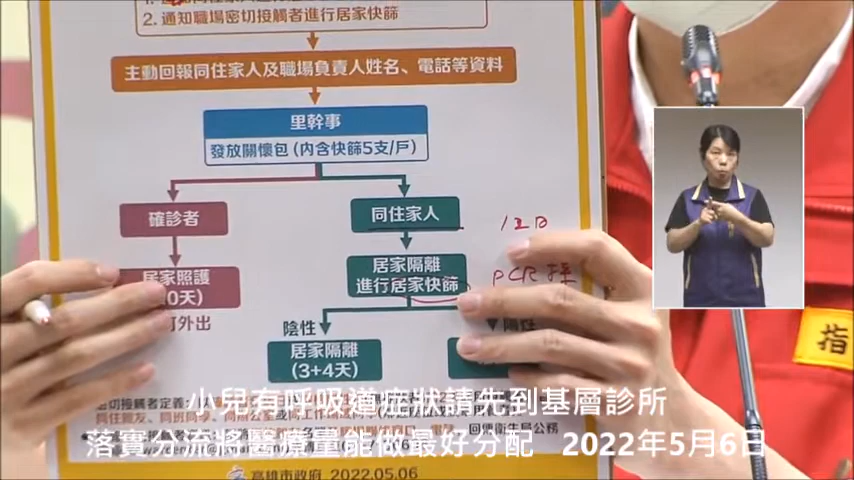 2. 通知職場密切接觸者進行居家快篩
主動回報同住家人及職場負責人姓名、電話等資料
里幹事
發放關懷包（內含快篩5支/戶）
確診者
同住家人
居家照護
0天)
可外出
居家隔離
進行居家快篩
PCR
陰性
陽性
居家隔離
(3+4天)
指
小兒有呼吸道症狀請先到基層診所
落實分流將醫療量能做最好分配 2022年5月6日
高雄市政府 2022.05.06